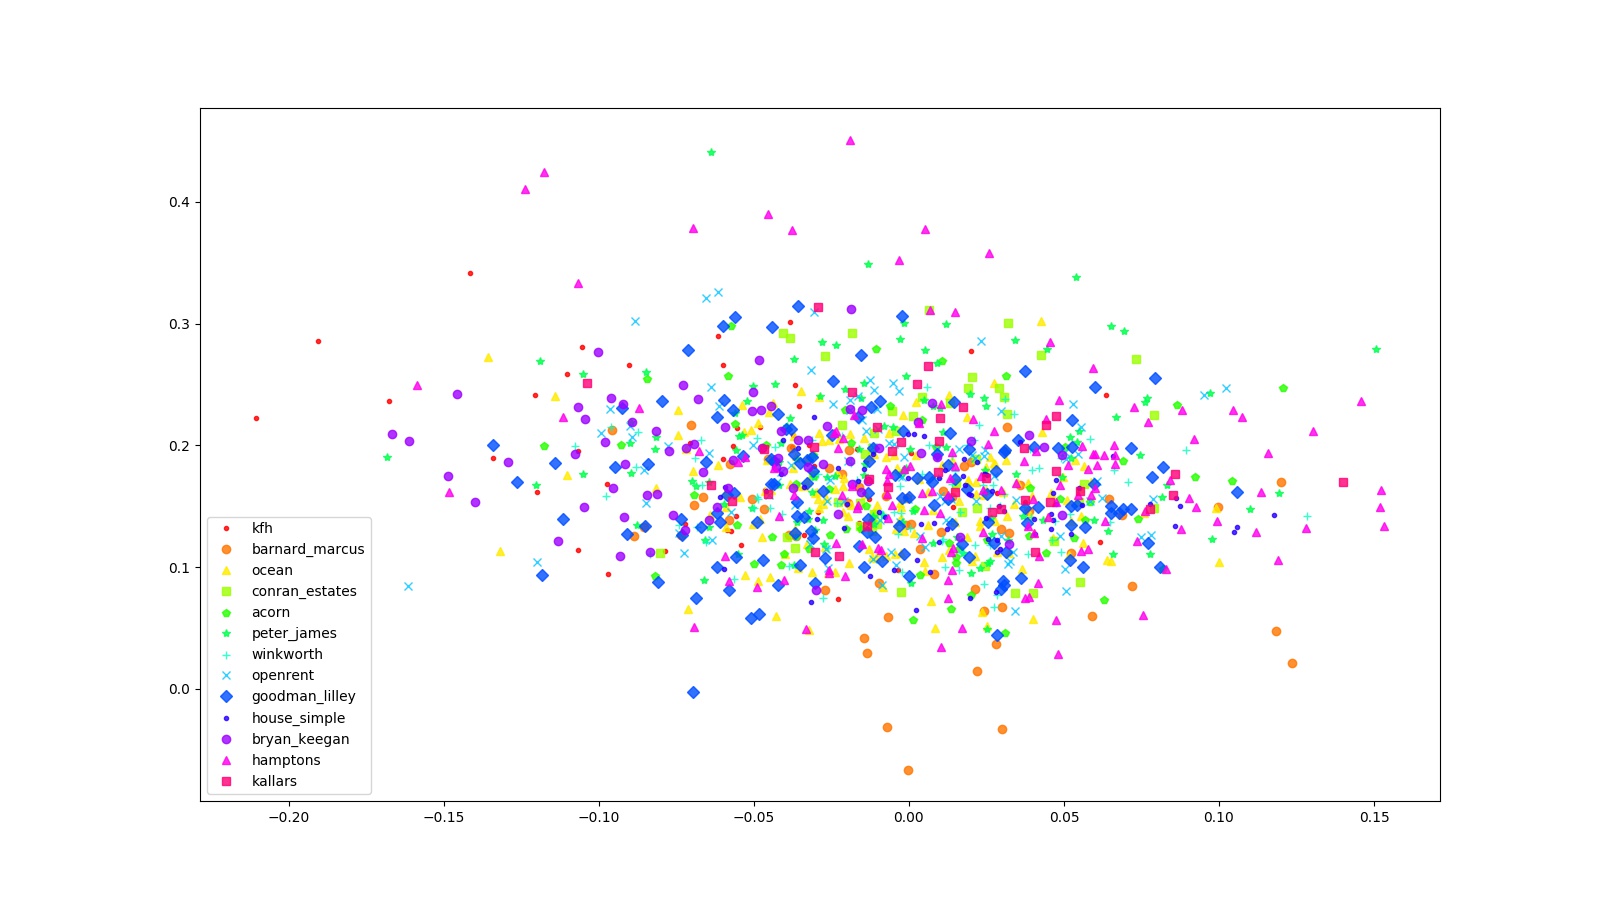 0.4
0.3
0.2
0.1
0.0
kfh
barnard_marcus
ocean
conran_estates
acorn
peter_james
winkworth
openrent
goodman_lilley
house_simple
bryan_keegan
hamptons
kallars
−0.20 −0.15 −0.10 −0.05 0.00 0.05 0.10 0.15